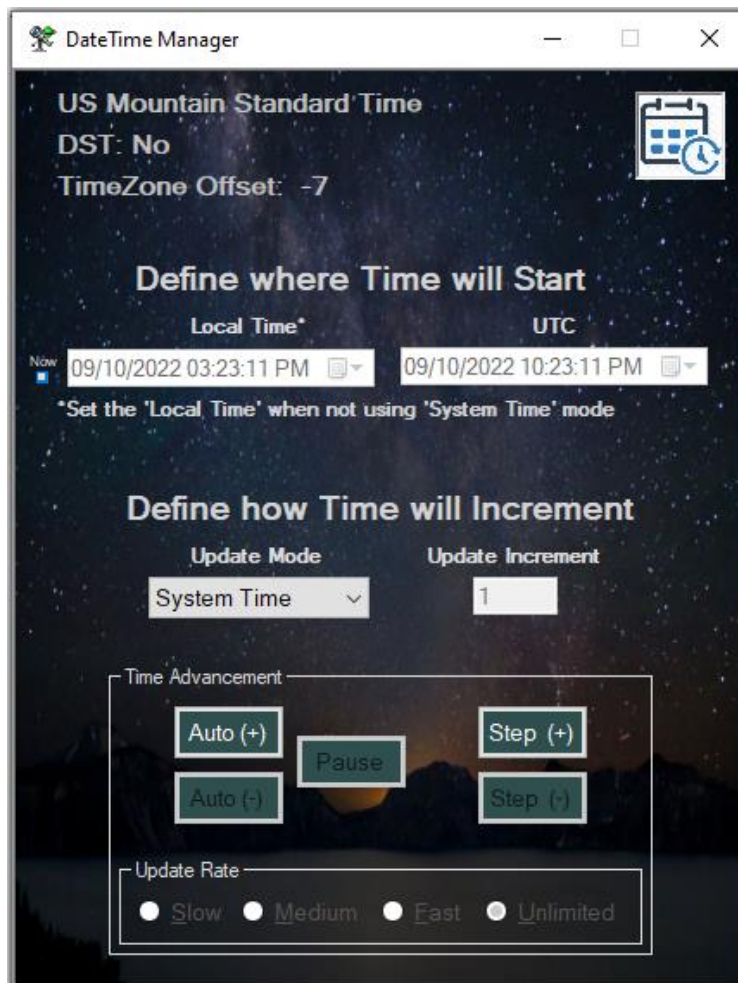 DateTime Manager
US Mountain Standard Time
DST: No
TimeZone Offset: -7
Define where Time will Start
Local Time* UTC
Now 09/10/2022 03:23:11 PM 09/10/2022 10:23:11 PM
*Set the 'Local Time' when not using 'System Time' mode
Define how Time will Increment
Update Mode Update Increment
System Time 1
Time Advancement
Auto (+) Step (+)
Pause
Auto (-) Step (-)
Update Rate
Slow Medium Fast Unlimited